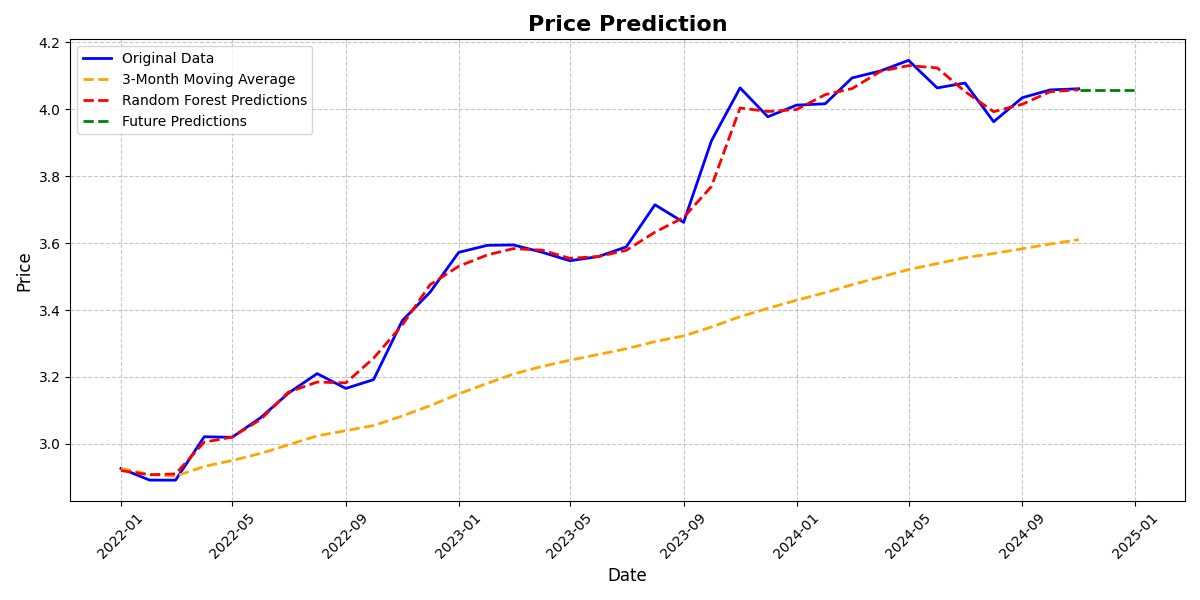 Price Prediction
Original Data
3-Month Moving Average
Random Forest Predictions
Future Predictions
Price
4.2
4.0
3.8
3.6
3.4
3.2
3.0
2022-01
2022-05
2022-09
2023-01
2023-05
2023-09
2024-01
2024-05
2024-09
2025-01
Date